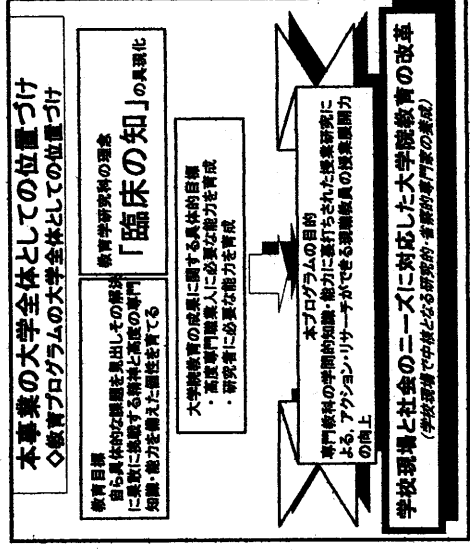 本事業の大学全体としての位置づけ
◇教育プログラムの大学全体としての位置づけ
教育目標
自ら具体的な課題を見出しその解決
に果敢に挑戦する精神と高度の専門
知識・能力を備えた個性を育てる
教育学研究科の理念
「臨床の知」の具現化
大学院教育の成果に関する具体的目標
・高度専門職業人に必要な能力を育成
・研究者に必要な能力を育成
本プログラムの目的
専門教科の学問的知識・能力に裏打ちされた授業研究に
よる，アクション・リサーチができる現職教員の授業展開力
の向上
学校現場と社会のニーズに対応した大学院教育の改革
(学校現場で中核となる研究的・省察的専門家の養成)